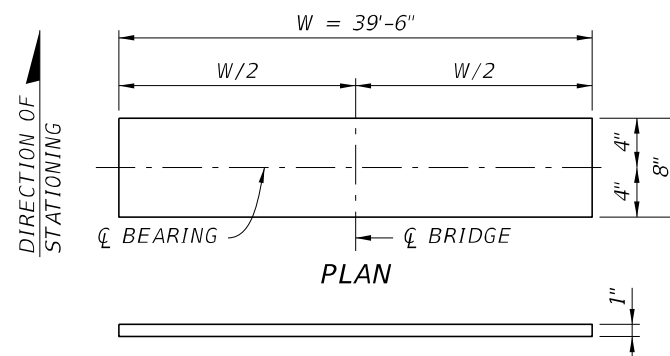 W = 39'-6"
W/2 W/2
DIRECTION OF
STATIONING
4"
4"
8"
℄ BEARING
℄ BRIDGE
PLAN
1"